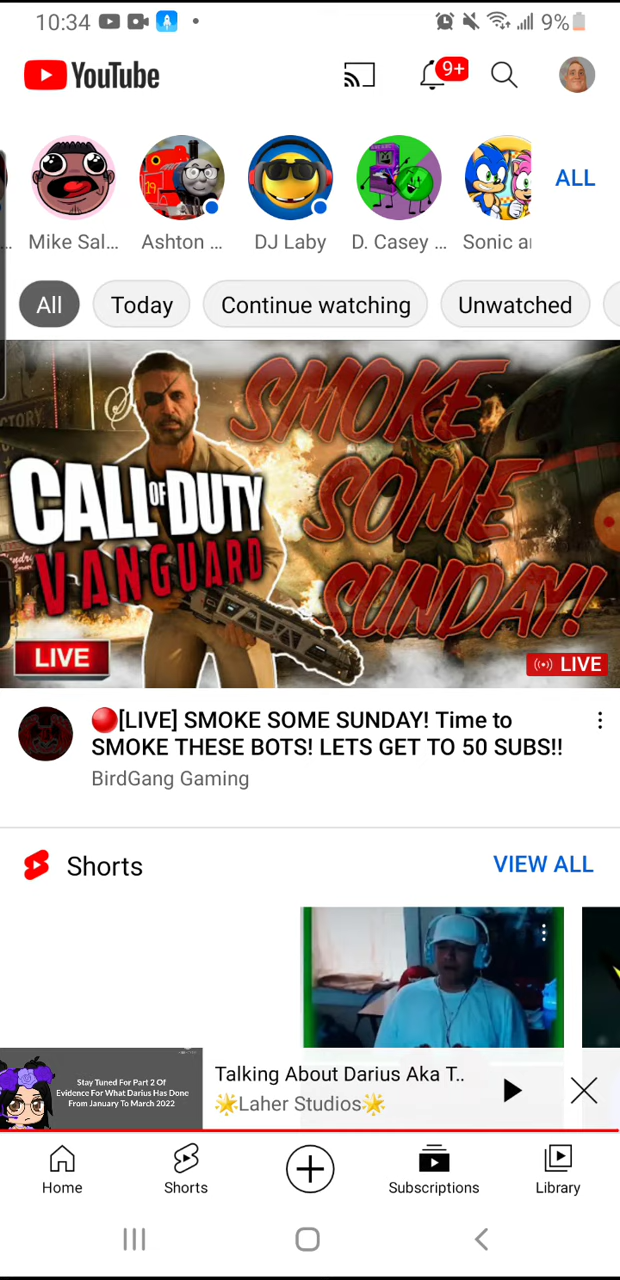 10:34
9%
YouTube
9+
Mike Sal...
Ashton ...
DJ Laby
D. Casey ...
Sonic a
ALL
All
Today
Continue watching
Unwatched
SMOKE
SOME
SUNDAY!
CALL OF DUTY
VANGUARD
LIVE
LIVE
🔴[LIVE] SMOKE SOME SUNDAY! Time to
SMOKE THESE BOTS! LETS GET TO 50 SUBS!!
BirdGang Gaming
Shorts
VIEW ALL
Stay Tuned For Part 2 Of
Evidence For What Darius Has Done
From January To March 2022
Talking About Darius Aka T..
🌟Laher Studios🌟
Home
Shorts
Subscriptions
Library